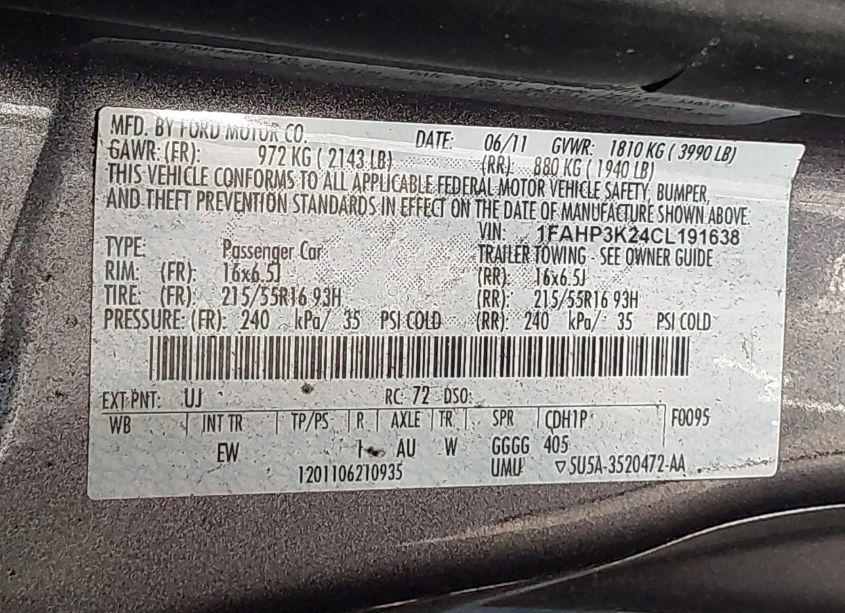 MFD. BY FORD MOTOR CO. DATE: 06/11 GVWR: 1810 KG ( 3990 LB)
GAWR: (FR): 972 KG ( 2143 LB) (RR): 880 KG ( 1940 LB)
THIS VEHICLE CONFORMS TO ALL APPLICABLE FEDERAL MOTOR VEHICLE SAFETY, BUMPER,
AND THEFT PREVENTION STANDARDS IN EFFECT ON THE DATE OF MANUFACTURE SHOWN ABOVE.
VIN: 1FAHP3K24CL191638
TYPE: Passenger Car TRAILER TOWING - SEE OWNER GUIDE
RIM: (FR): 16x6.5J (RR): 16x6.5J
TIRE: (FR): 215/55R16 93H (RR): 215/55R16 93H
PRESSURE: (FR): 240 kPa/ 35 PSI COLD (RR): 240 kPa/ 35 PSI COLD
EXT PNT: UJ RC: 72 DSO:
WB INT TR TP/PS R AXLE TR SPR CDH1P F0095
EW AU W GGGG 405
1201106210935 UMU ▽5U5A-3520472-AA